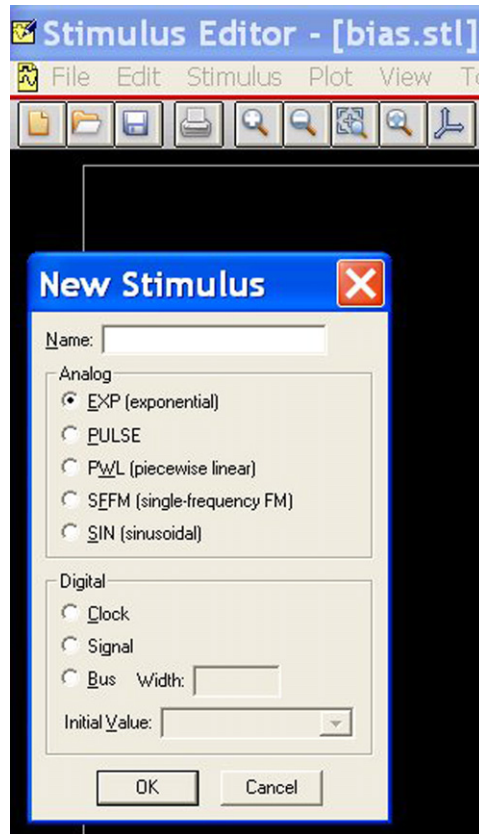 Stimulus Editor - [bias.stl]
File Edit Stimulus Plot View
New Stimulus
Name:
Analog
EXP (exponential)
PULSE
PWL (piecewise linear)
SFFM (single-frequency FM)
SIN (sinusoidal)
Digital
Clock
Signal
Bus Width:
Initial Value:
OK Cancel